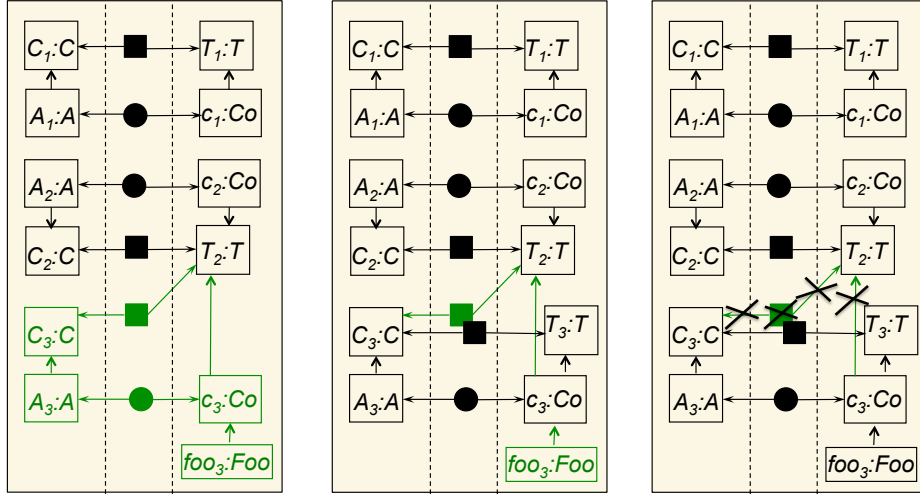 C₁:C
T₁:T
A₁:A
c₁:Co
A₂:A
c₂:Co
C₂:C
T₂:T
C₃:C
A₃:A
c₃:Co
foo₃:Foo
C₁:C
T₁:T
A₁:A
c₁:Co
A₂:A
c₂:Co
C₂:C
T₂:T
C₃:C
T₃:T
A₃:A
c₃:Co
foo₃:Foo
C₁:C
T₁:T
A₁:A
c₁:Co
A₂:A
c₂:Co
C₂:C
T₂:T
C₃:C
T₃:T
A₃:A
c₃:Co
foo₃:Foo